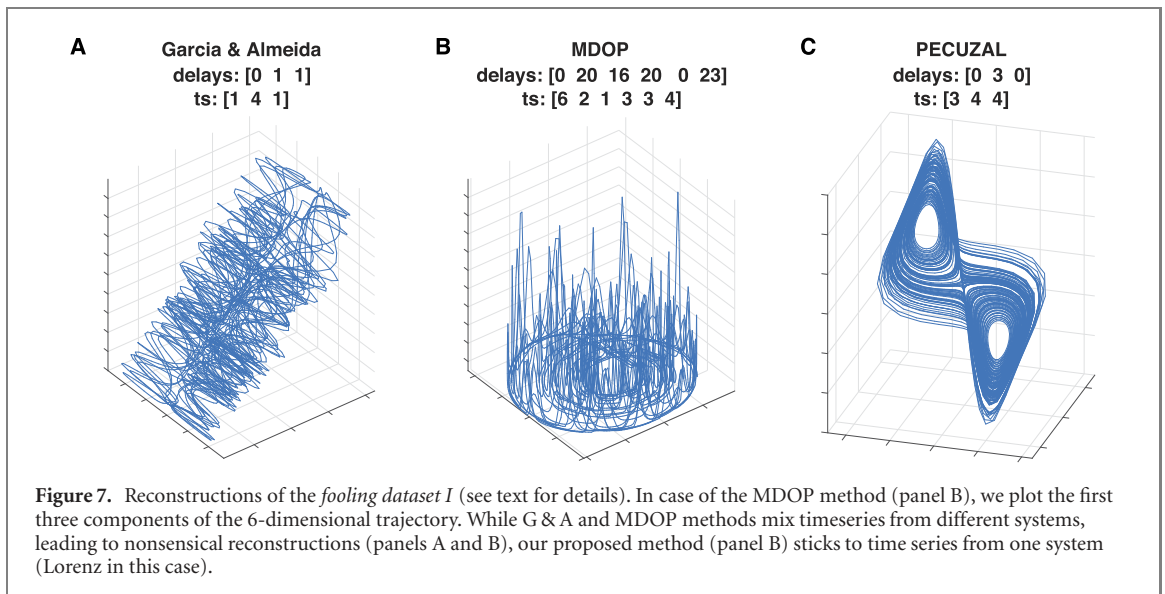 A
Garcia & Almeida
delays: [0 1 1]
ts: [1 4 1]
B
MDOP
delays: [0 20 16 20 0 23]
ts: [6 2 1 3 3 4]
C
PECUZAL
delays: [0 3 0]
ts: [3 4 4]
Figure 7. Reconstructions of the fooling dataset I (see text for details). In case of the MDOP method (panel B), we plot the first
three components of the 6-dimensional trajectory. While G & A and MDOP methods mix timeseries from different systems,
leading to nonsensical reconstructions (panels A and B), our proposed method (panel B) sticks to time series from one system
(Lorenz in this case).